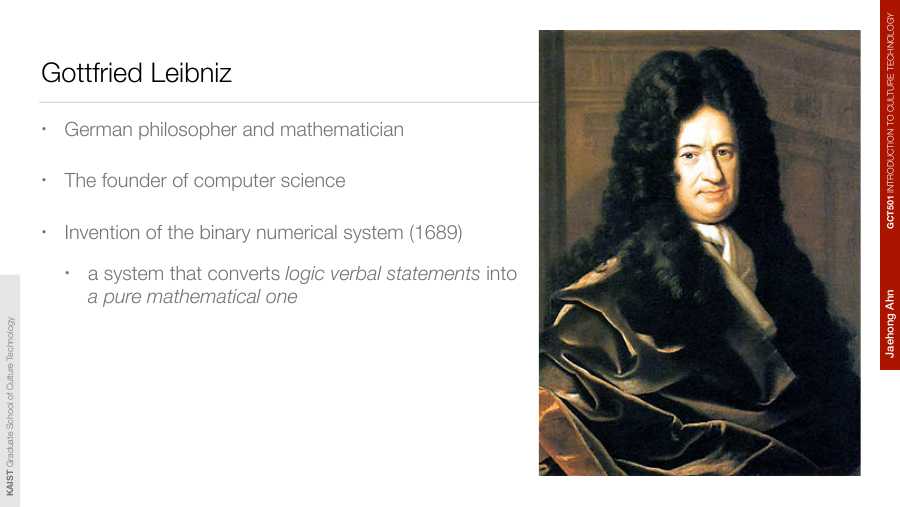 Gottfried Leibniz
• German philosopher and mathematician
• The founder of computer science
• Invention of the binary numerical system (1689)
• a system that converts logic verbal statements into
a pure mathematical one
KAIST Graduate School of Culture Technology
GCT501 INTRODUCTION TO CULTURE TECHNOLOGY
Jaehong Ahn